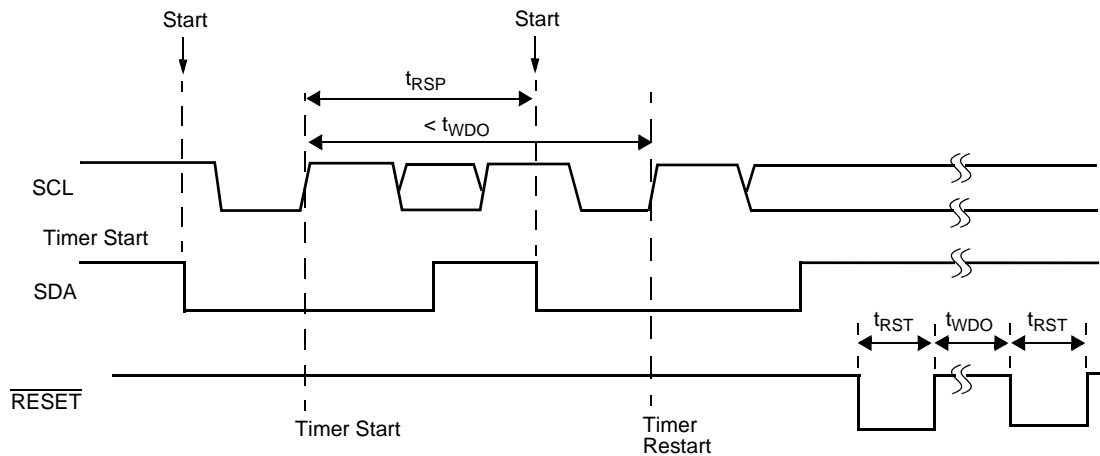 Start
Start
tRSP
< tWDO
SCL
Timer Start
SDA
tRST
tWDO
tRST
RESET
Timer Start
Timer
Restart